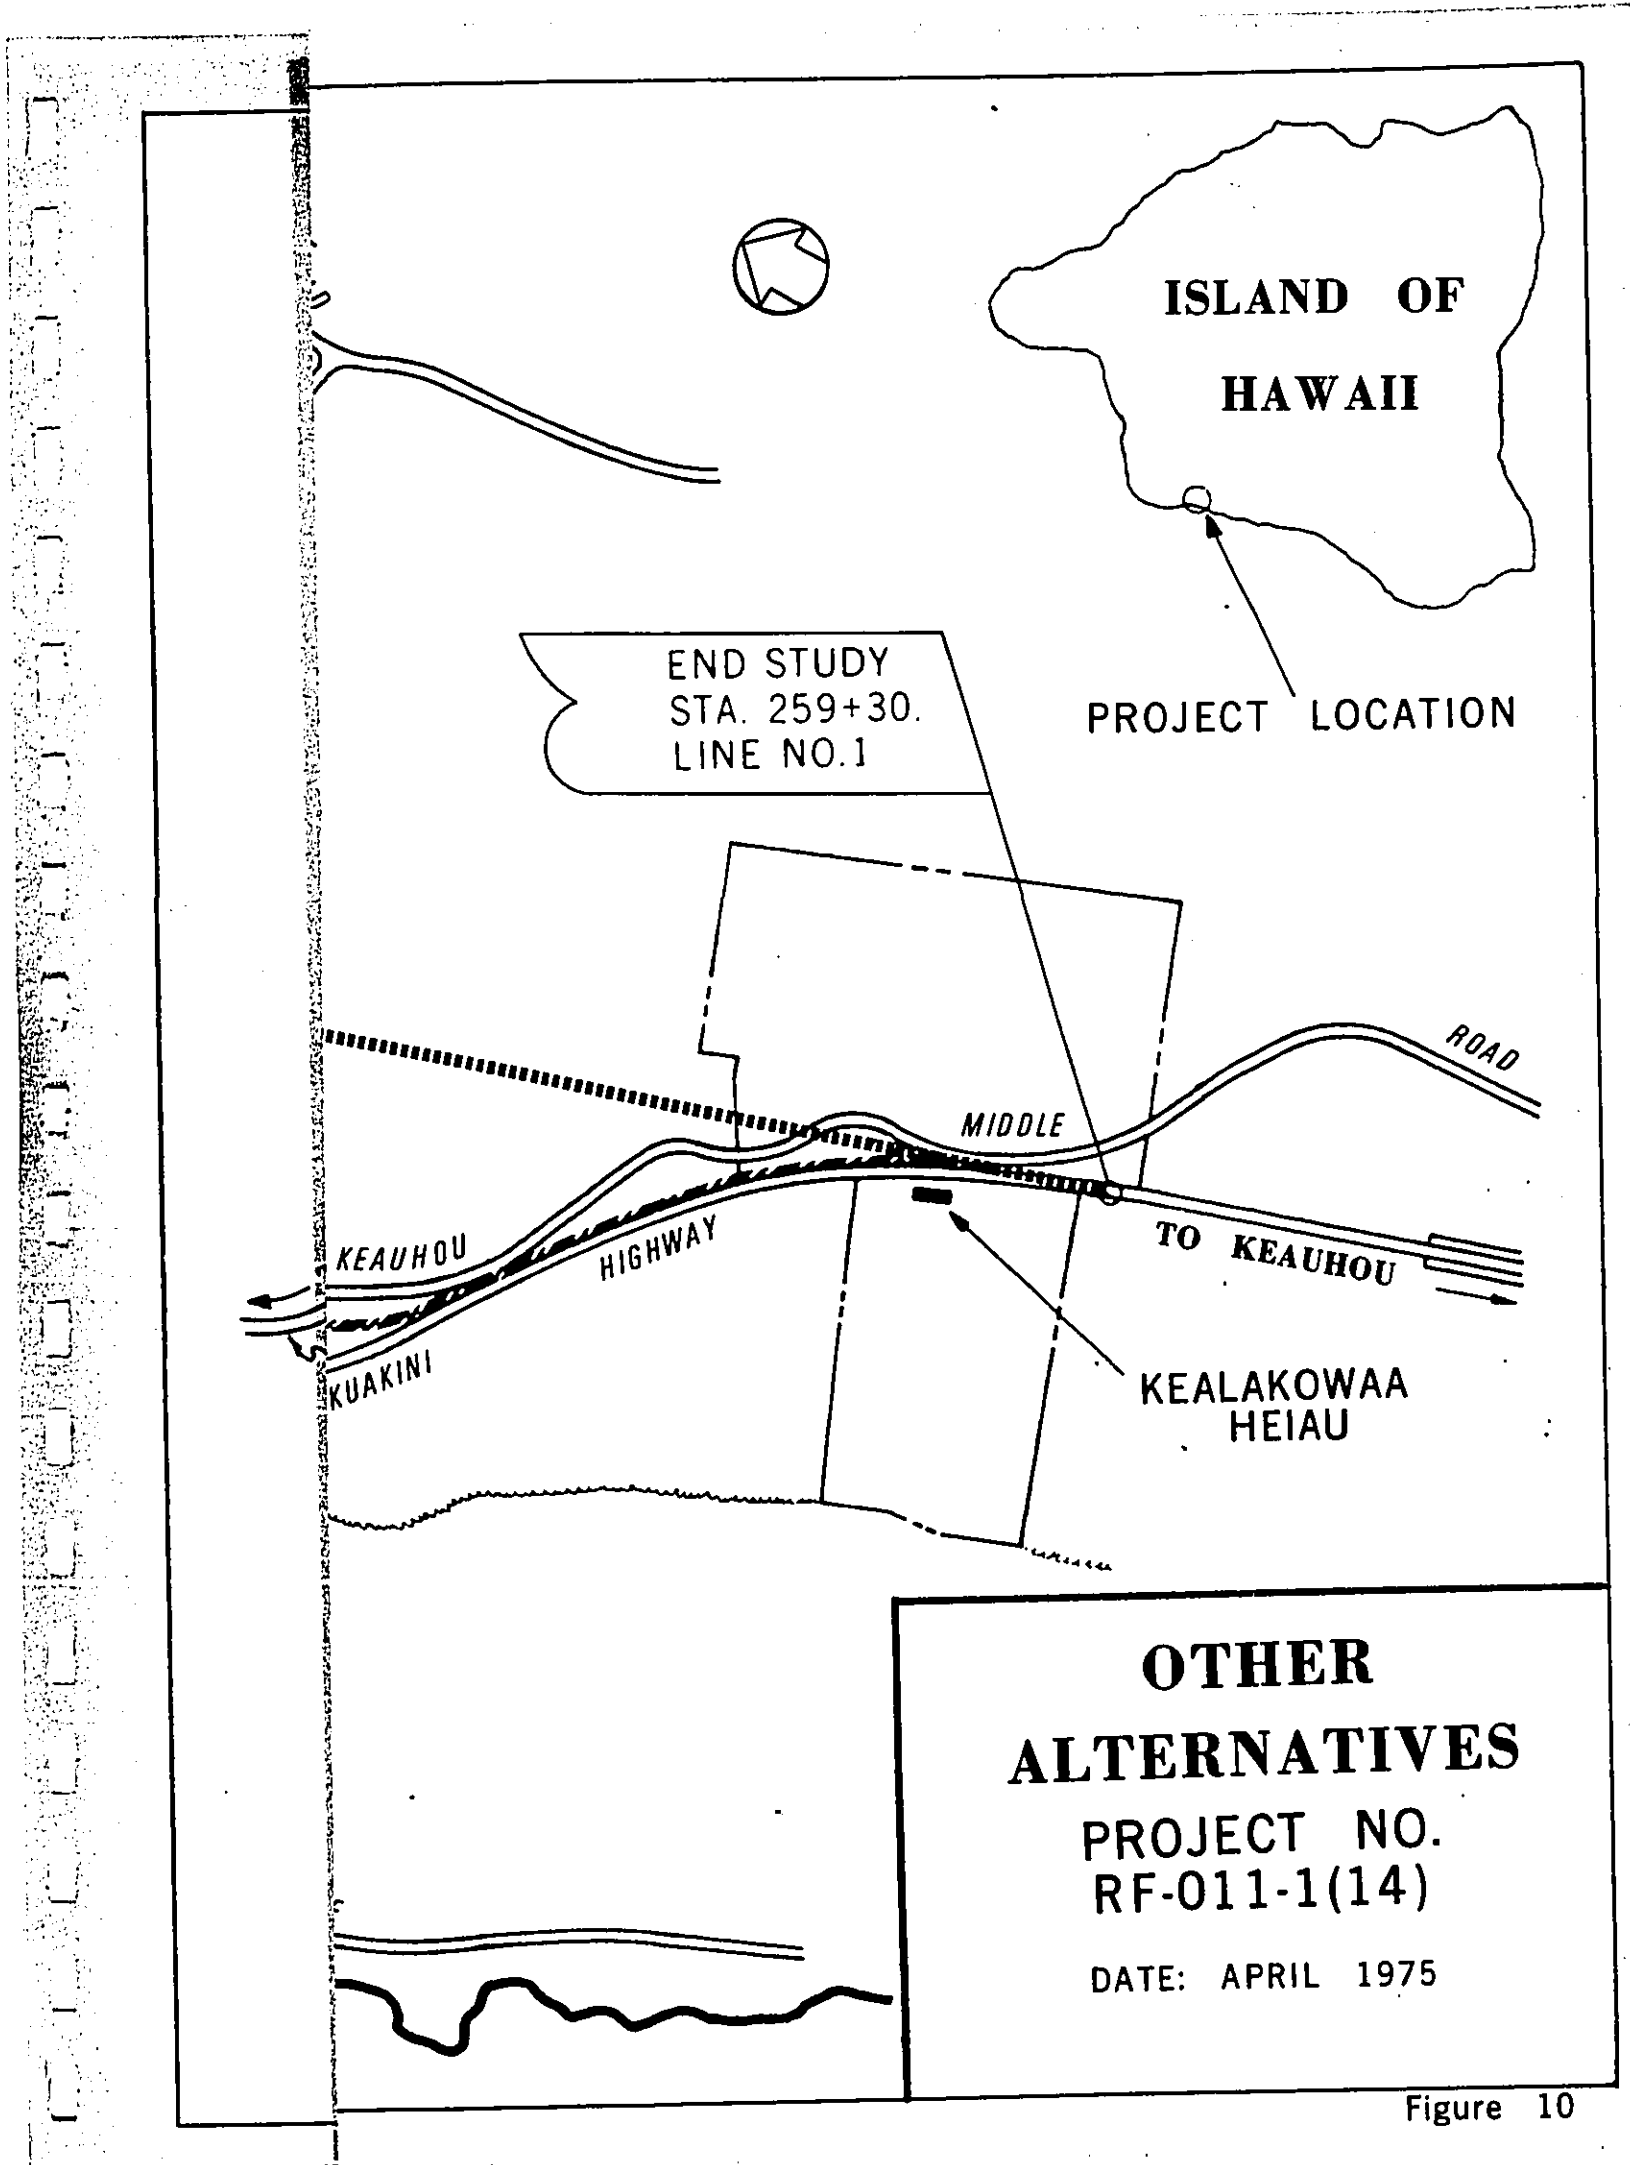 ISLAND OF
HAWAII
END STUDY
STA. 259+30.
LINE NO.1
PROJECT LOCATION
ROAD
MIDDLE
KEAUHOU
HIGHWAY
TO KEAUHOU
KUAKINI
KEALAKOWAA
HEIAU
OTHER
ALTERNATIVES
PROJECT NO.
RF-011-1(14)
DATE: APRIL 1975
Figure 10